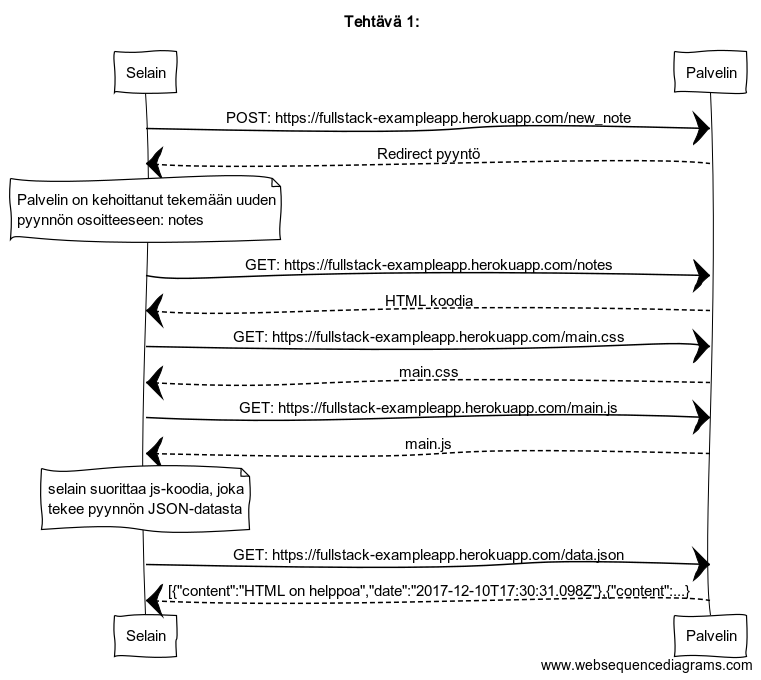 Tehtävä 1:
Selain
Palvelin
POST: https://fullstack-exampleapp.herokuapp.com/new_note
Redirect pyyntö
Palvelin on kehoittanut tekemään uuden
pyynnön osoitteeseen: notes
GET: https://fullstack-exampleapp.herokuapp.com/notes
HTML koodia
GET: https://fullstack-exampleapp.herokuapp.com/main.css
main.css
GET: https://fullstack-exampleapp.herokuapp.com/main.js
main.js
selain suorittaa js-koodia, joka
tekee pyynnön JSON-datasta
GET: https://fullstack-exampleapp.herokuapp.com/data.json
[{"content":"HTML on helppoa","date":"2017-12-10T17:30:31.098Z"},{"content":...}
Selain
Palvelin
www.websequencediagrams.com